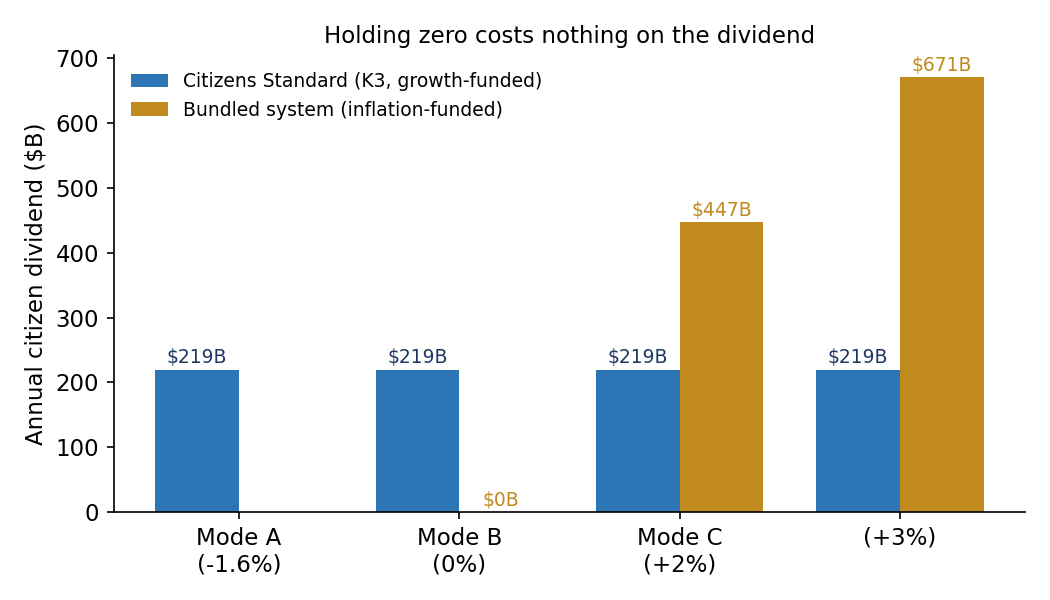 Holding zero costs nothing on the dividend
Citizens Standard (K3, growth-funded)
Bundled system (inflation-funded)
Annual citizen dividend ($B)
700
600
500
400
300
200
100
0
$219B
$219B
$0B
$219B
$447B
$219B
$671B
Mode A
(-1.6%)
Mode B
(0%)
Mode C
(+2%)
(+3%)